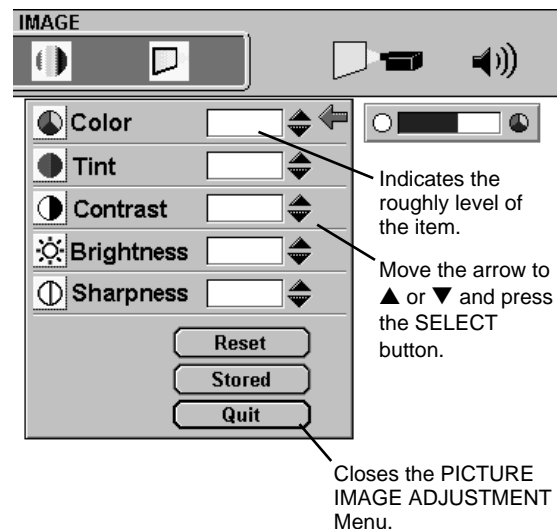 IMAGE
Color
Tint
Contrast
Brightness
Sharpness
Reset
Stored
Quit
Indicates the
roughly level of
the item.
Move the arrow to
▲ or ▼ and press
the SELECT
button.
Closes the PICTURE
IMAGE ADJUSTMENT
Menu.